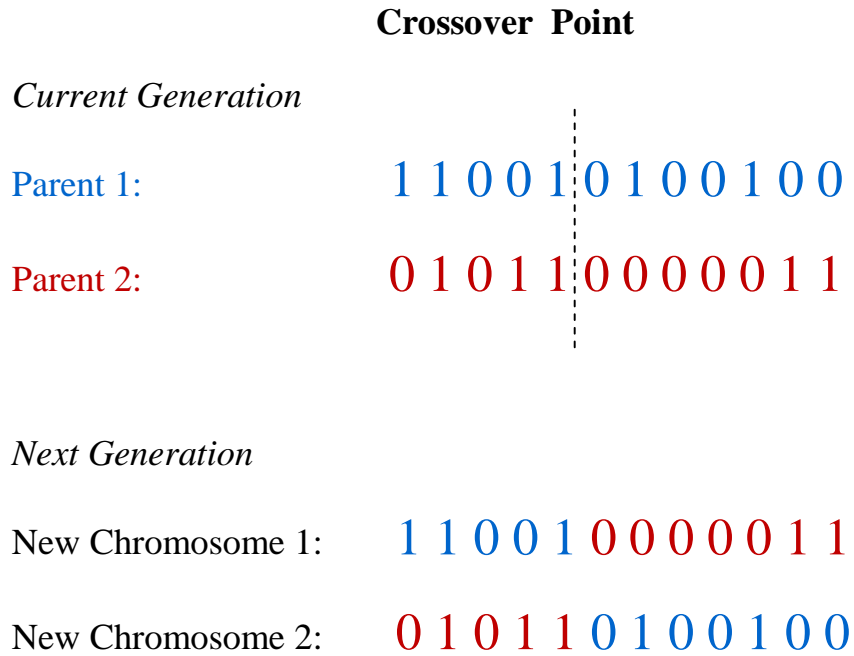 Crossover Point
Current Generation
Parent 1: 1 1 0 0 1 0 1 0 0 1 0 0
Parent 2: 0 1 0 1 1 0 0 0 0 0 1 1
Next Generation
New Chromosome 1: 1 1 0 0 1 0 0 0 0 0 1 1
New Chromosome 2: 0 1 0 1 1 0 1 0 0 1 0 0